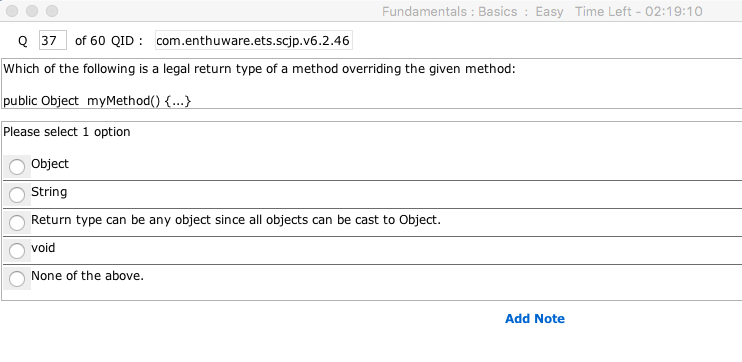 Fundamentals : Basics : Easy Time Left - 02:19:10
Q 37 of 60 QID : com.enthuware.ets.scjp.v6.2.46
Which of the following is a legal return type of a method overriding the given method:
public Object myMethod() {...}
Please select 1 option
Object
String
Return type can be any object since all objects can be cast to Object.
void
None of the above.
Add Note